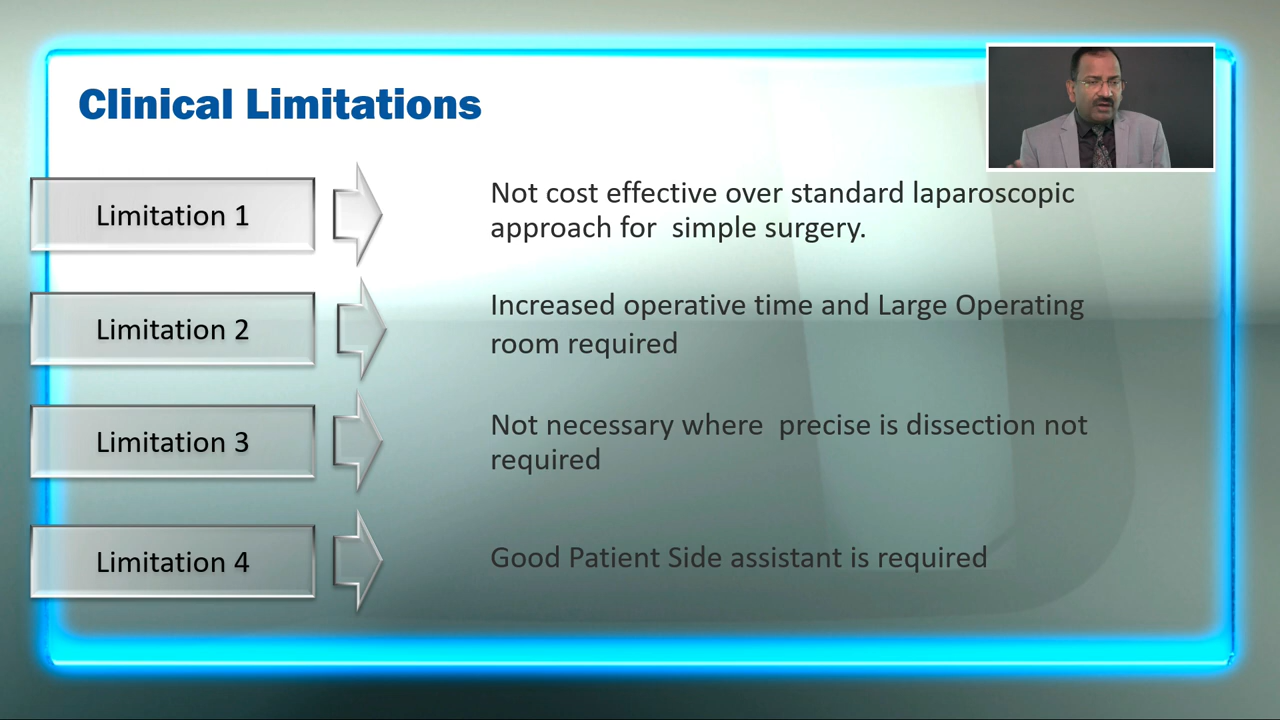 Clinical Limitations
Limitation 1
Not cost effective over standard laparoscopic
approach for  simple surgery.
Limitation 2
Increased operative time and Large Operating
room required
Limitation 3
Not necessary where  precise is dissection not
required
Limitation 4
Good Patient Side assistant is required